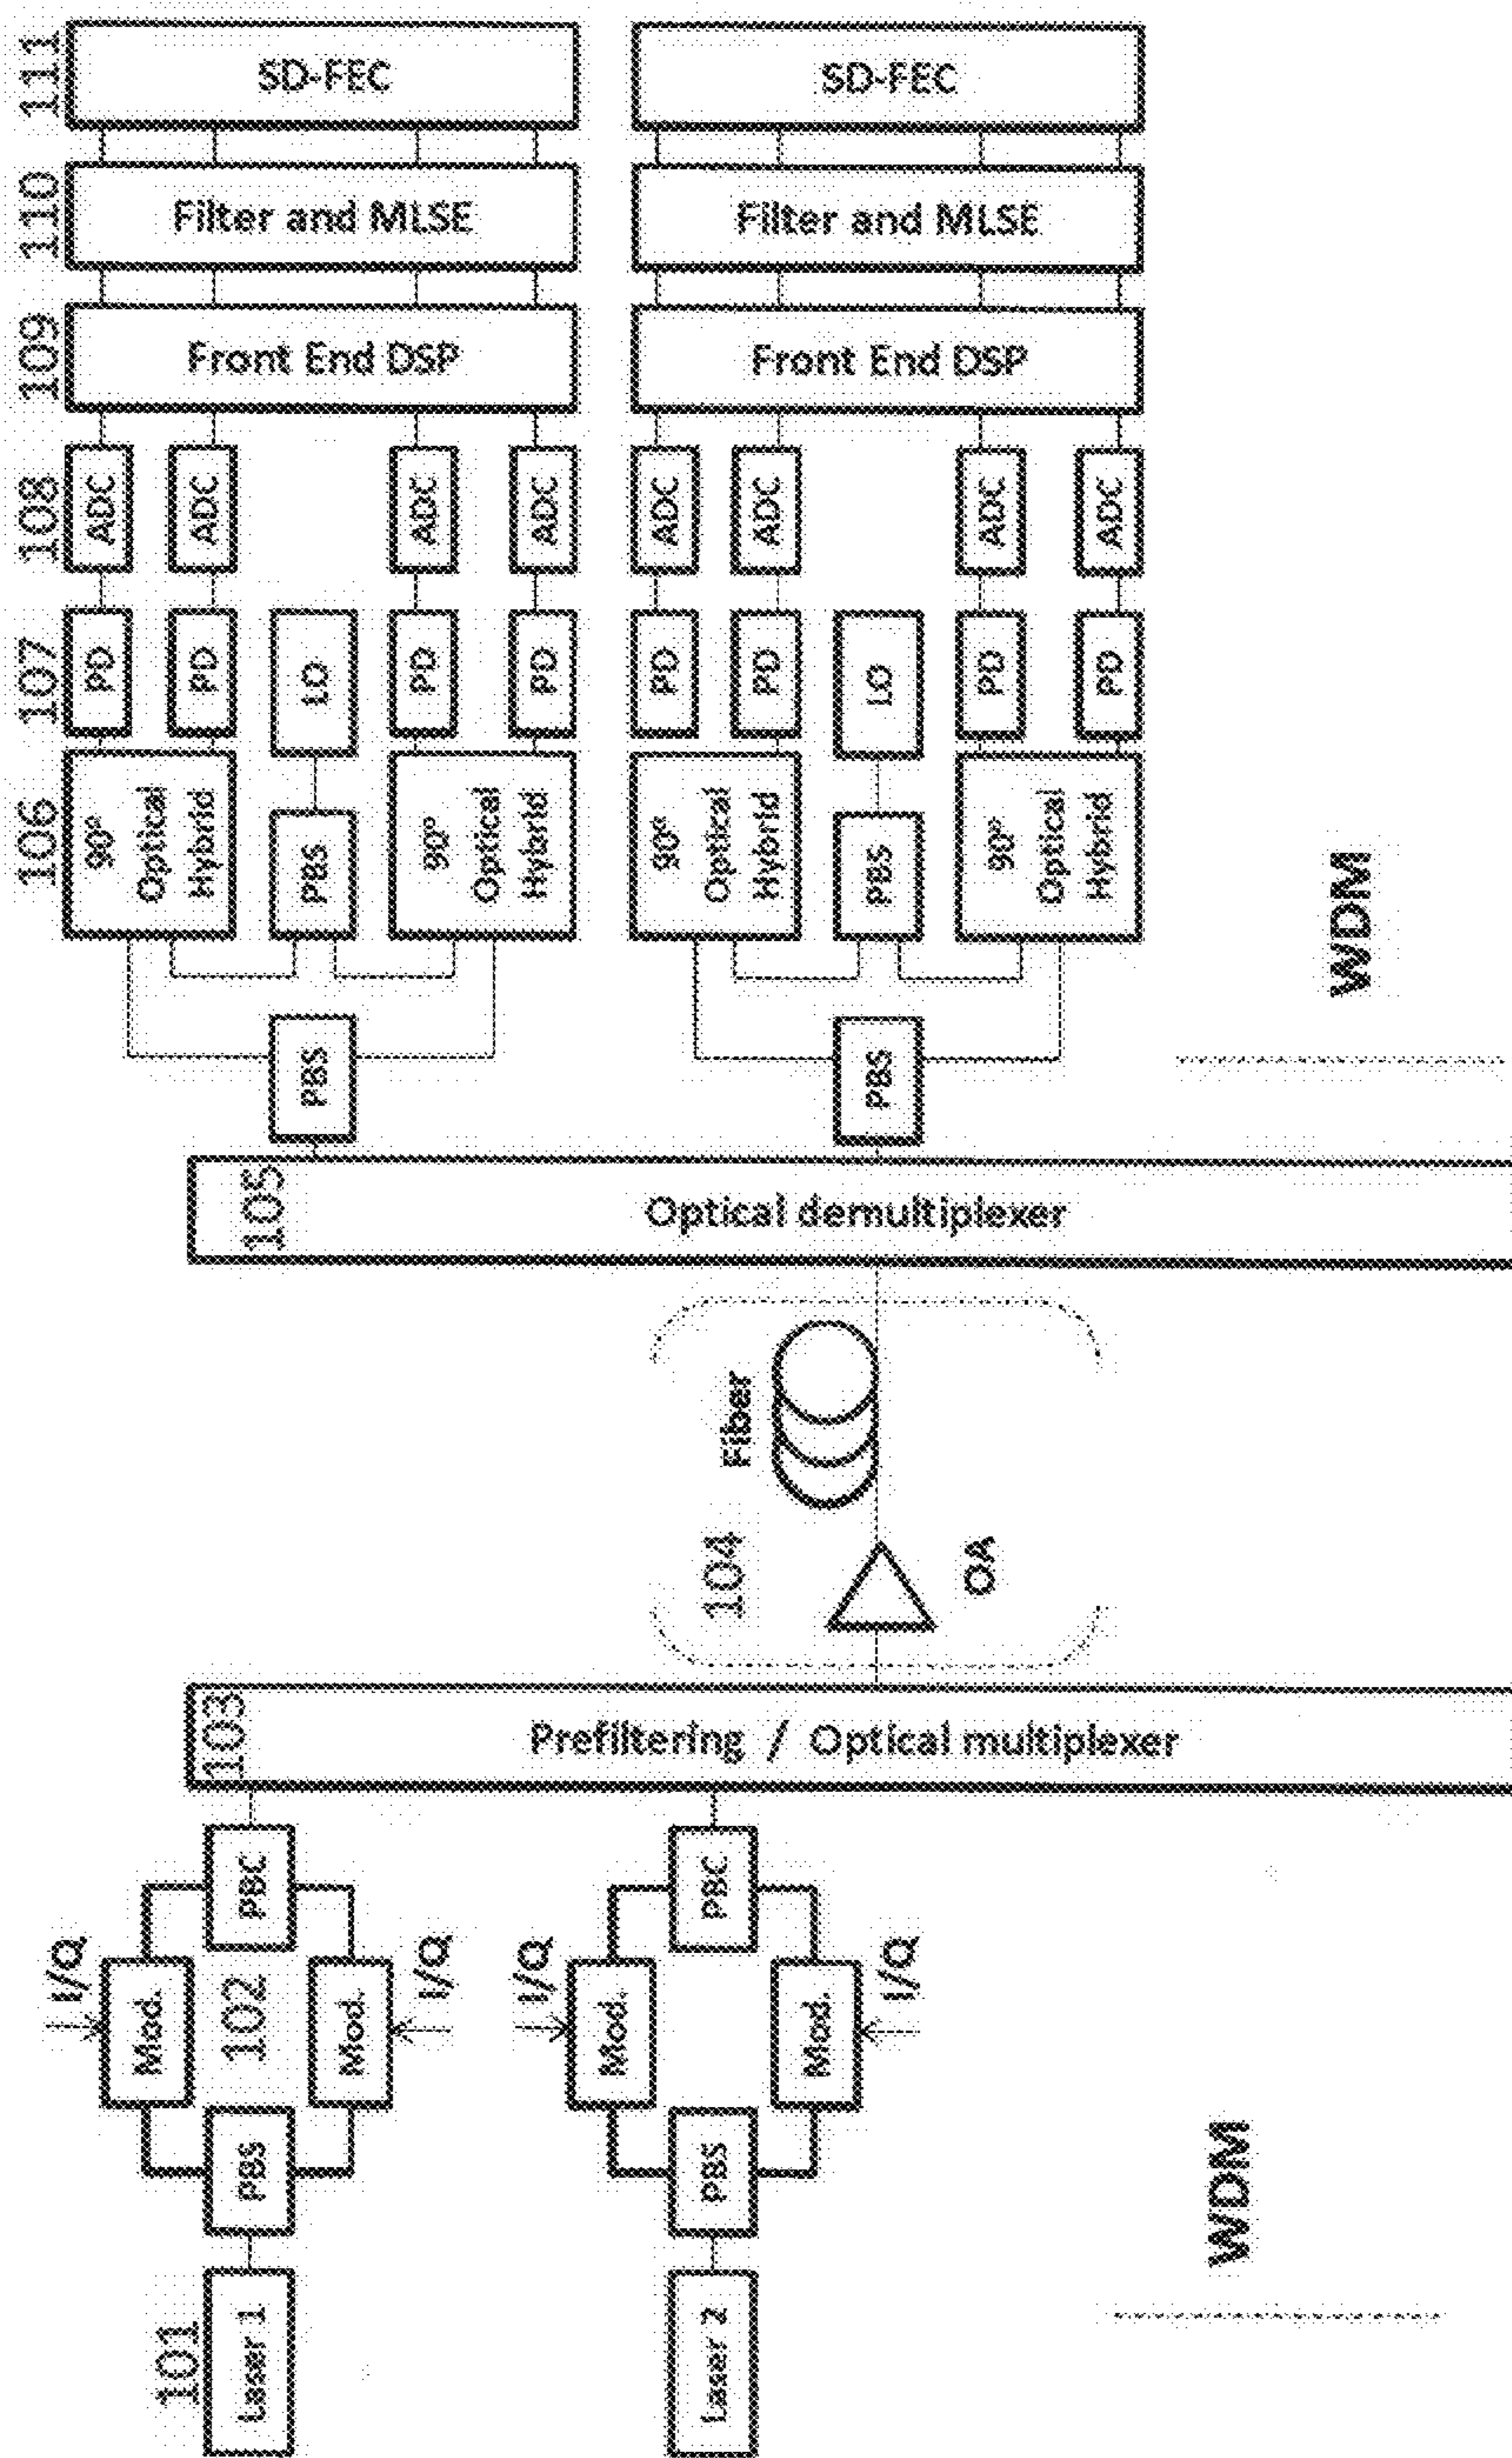 111
SD-FEC
SD-FEC
110
Filter and MLSE
Filter and MLSE
109
Front End DSP
Front End DSP
108
ADC
ADC
ADC
ADC
ADC
ADC
ADC
ADC
107
PD
PD
LO
PD
PD
PD
PD
LO
PD
PD
106
90º
Optical
Hybrid
PBS
90º
Optical
Hybrid
90º
Optical
Hybrid
PBS
90º
Optical
Hybrid
WDM
PBS
PBS
105
Optical demultiplexer
Fiber
104
OA
103
Prefiltering / Optical multiplexer
PBC
PBC
I/Q
Mod.
102
Mod.
I/Q
I/Q
Mod.
Mod.
I/Q
PBS
PBS
WDM
101
Laser 1
Laser 2